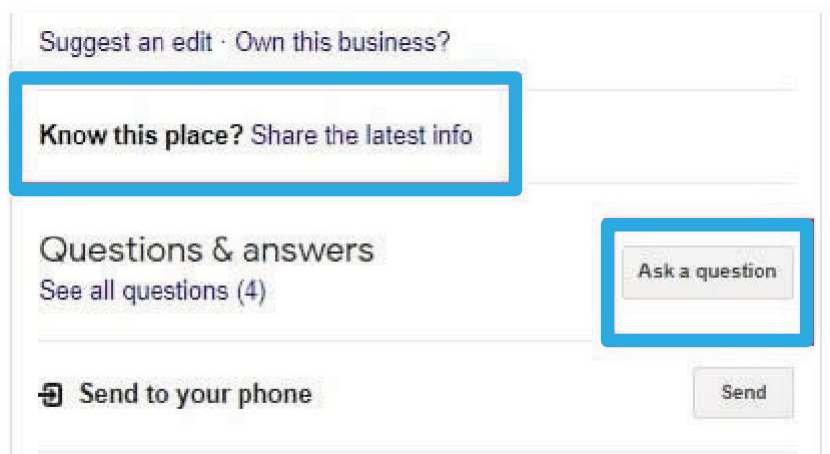 Suggest an edit · Own this business?
Know this place? Share the latest info
Questions & answers
See all questions (4)
Ask a question
Send to your phone
Send